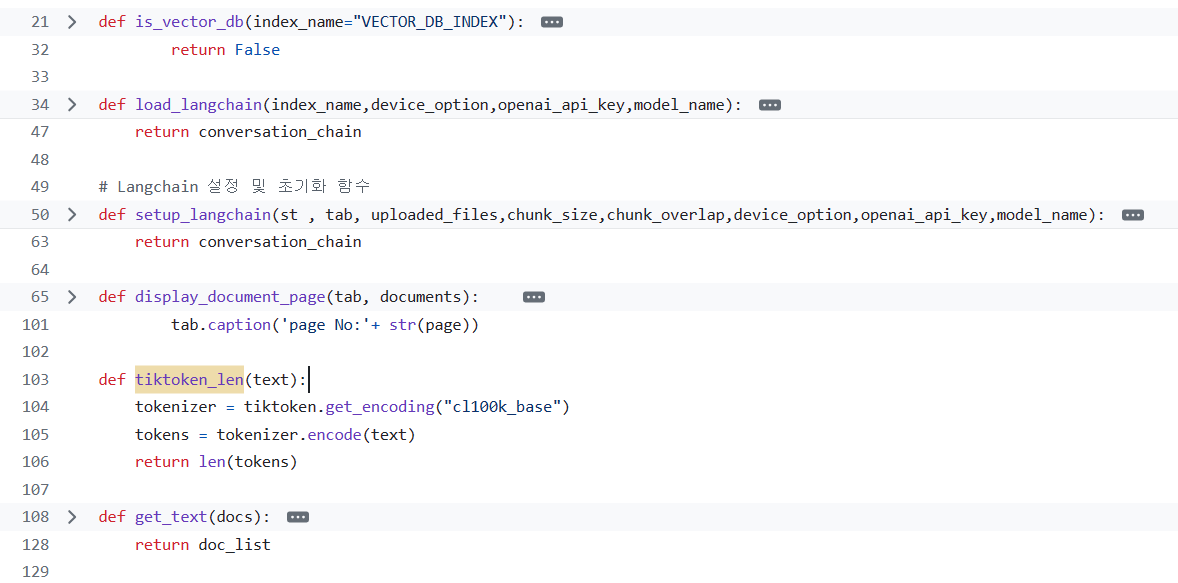 21 def is_vector_db(index_name="VECTOR_DB_INDEX"):
32 return False
33
34 def load_langchain(index_name,device_option,openai_api_key,model_name):
47 return conversation_chain
48
49 # Langchain 설정 및 초기화 함수
50 def setup_langchain(st , tab, uploaded_files,chunk_size,chunk_overlap,device_option,openai_api_key,model_name):
63 return conversation_chain
64
65 def display_document_page(tab, documents):
101 tab.caption('page No:'+ str(page))
102
103 def tiktoken_len(text):
104 tokenizer = tiktoken.get_encoding("cl100k_base")
105 tokens = tokenizer.encode(text)
106 return len(tokens)
107
108 def get_text(docs):
128 return doc_list
129